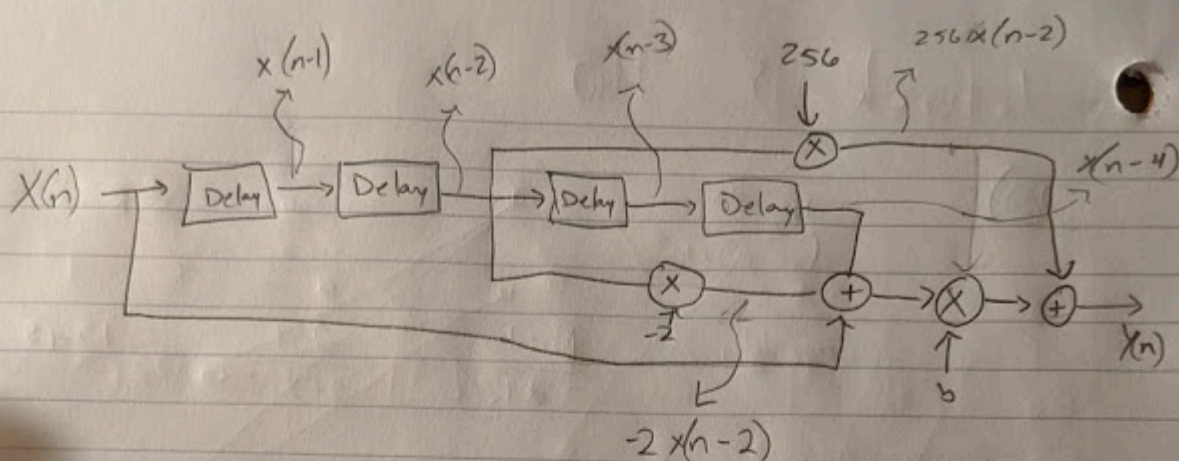 x(n-1)
x(n-2)
x(n-3)
256
256x(n-2)
x(n-4)
X(n)
Delay
Delay
Delay
Delay
X
X
+
X
+
-2
b
Y(n)
-2x(n-2)